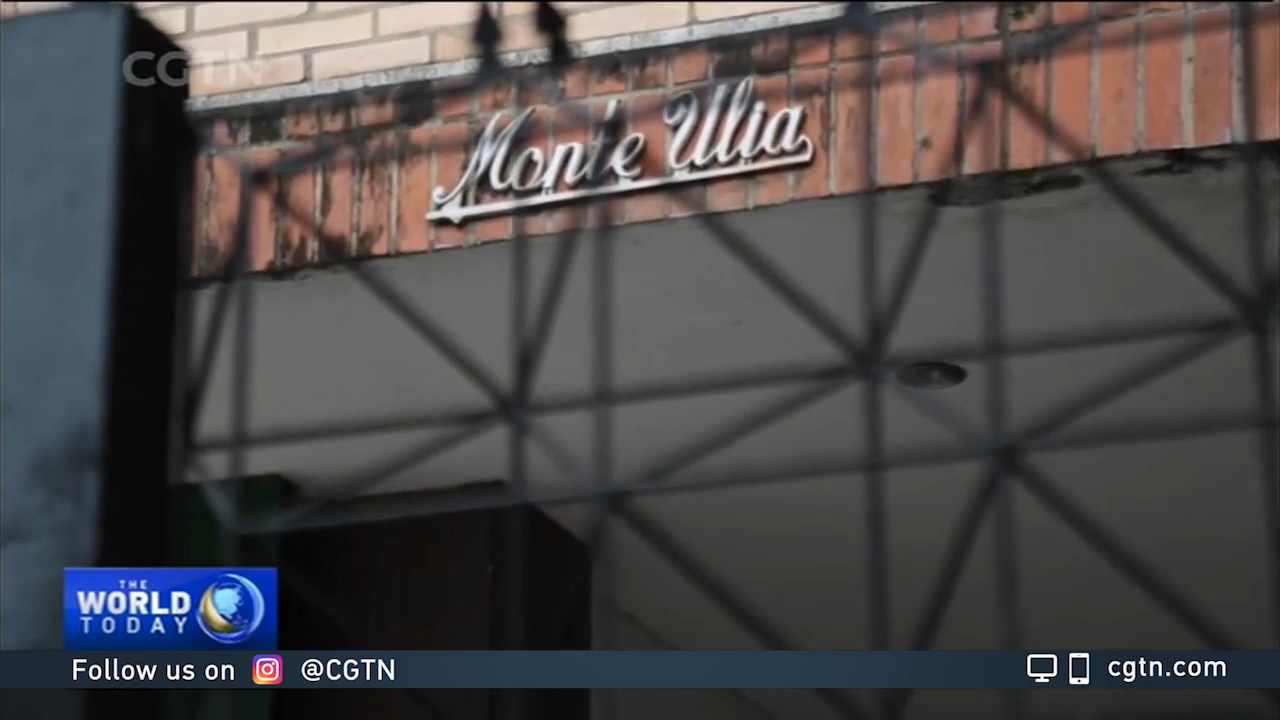 CGTN
Monte Ulia
THE
WORLD
TODAY
Follow us on @CGTN
cgtn.com